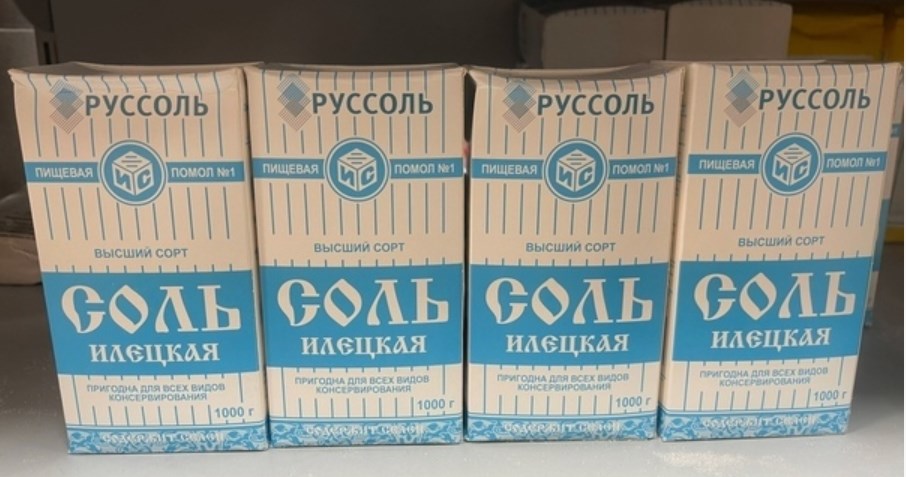 РУССОЛЬ
ПИЩЕВАЯ ИС ПОМОЛ №1
ВЫСШИЙ СОРТ
СОЛЬ
ИЛЕЦКАЯ
ПРИГОДНА ДЛЯ ВСЕХ ВИДОВ
КОНСЕРВИРОВАНИЯ
1000 г
РУССОЛЬ
ПИЩЕВАЯ ИС ПОМОЛ №1
ВЫСШИЙ СОРТ
СОЛЬ
ИЛЕЦКАЯ
ПРИГОДНА ДЛЯ ВСЕХ ВИДОВ
КОНСЕРВИРОВАНИЯ
1000 г
РУССОЛЬ
ПИЩЕВАЯ ИС ПОМОЛ №1
ВЫСШИЙ СОРТ
СОЛЬ
ИЛЕЦКАЯ
ПРИГОДНА ДЛЯ ВСЕХ ВИДОВ
КОНСЕРВИРОВАНИЯ
1000 г
РУССОЛЬ
ПИЩЕВАЯ ИС ПОМОЛ №1
ВЫСШИЙ СОРТ
СОЛЬ
ИЛЕЦКАЯ
ПРИГОДНА ДЛЯ ВСЕХ ВИДОВ
КОНСЕРВИРОВАНИЯ
1000 г